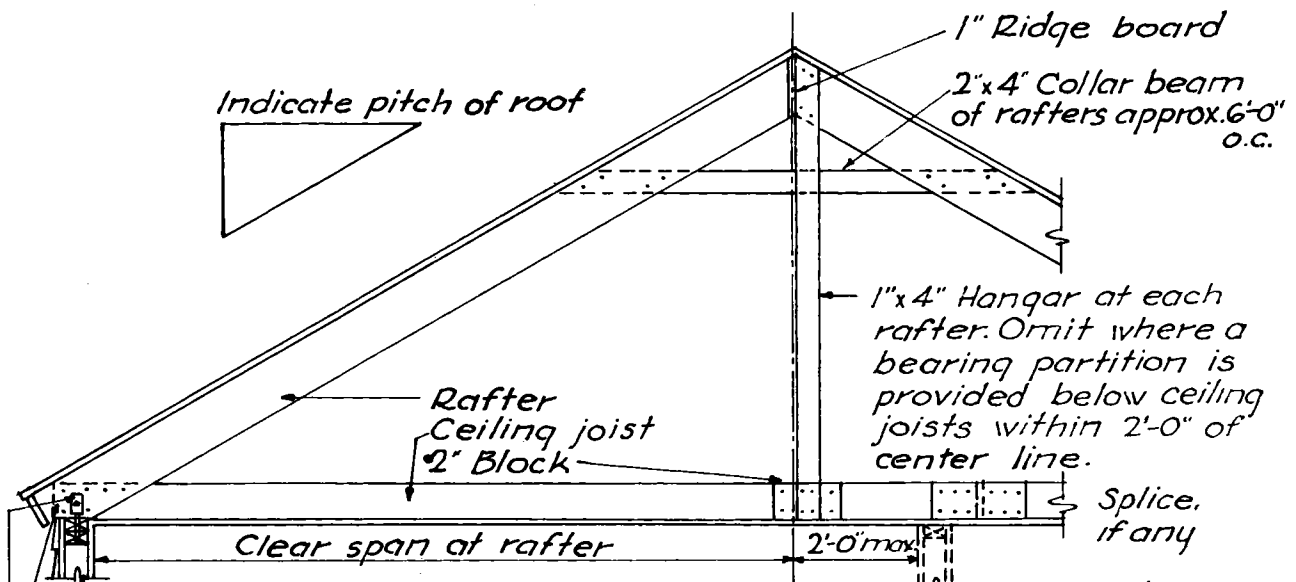 1" Ridge board
Indicate pitch of roof
2"x4" Collar beam
of rafters approx. 6'-0"
o.c.
1"x4" Hangar at each
rafter. Omit where a
bearing partition is
provided below ceiling
joists within 2'-0" of
center line.
Rafter
Ceiling joist
2" Block
Splice,
if any
Clear span at rafter
2'-0" max.